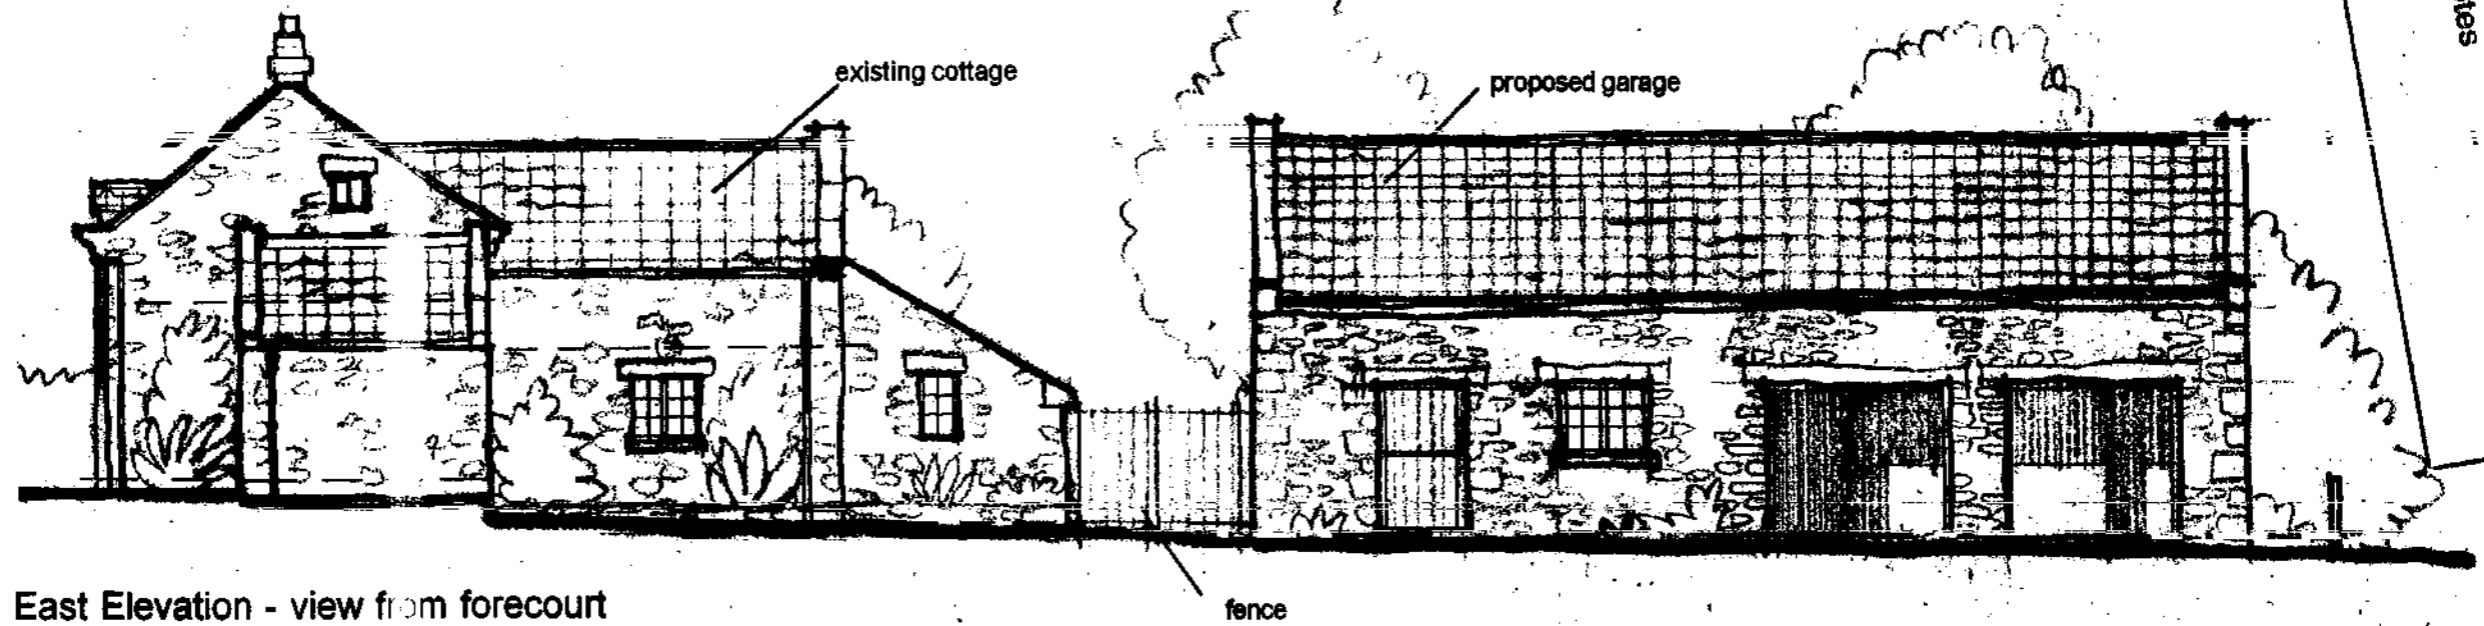 existing cottage
proposed garage
East Elevation - view from forecourt
fence